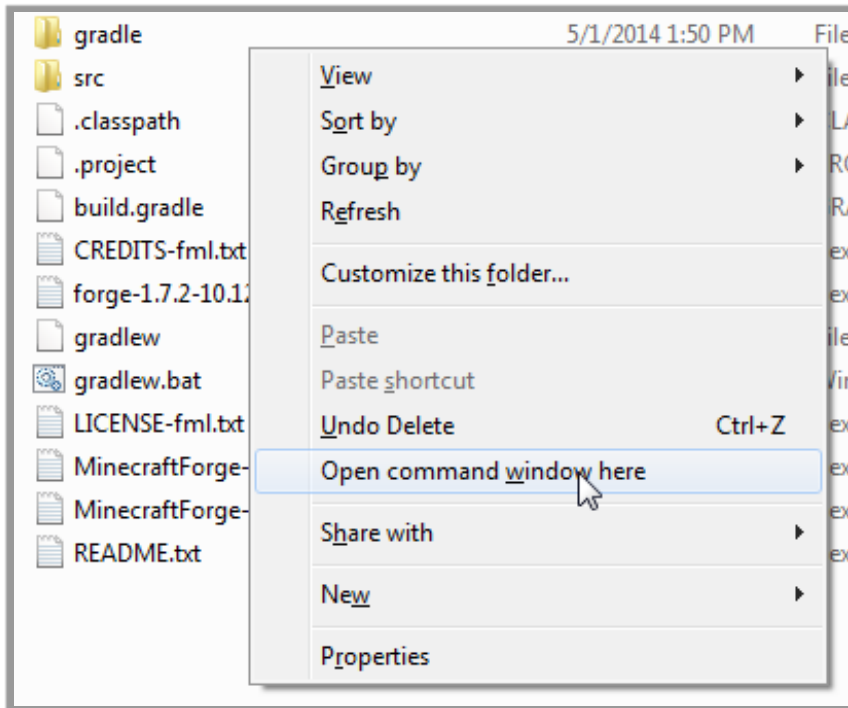 gradle 5/1/2014 1:50 PM File
src
.classpath
.project
build.gradle
CREDITS-fml.txt
forge-1.7.2-10.12
gradlew
gradlew.bat
LICENSE-fml.txt
MinecraftForge-
MinecraftForge-
README.txt
View
Sort by
Group by
Refresh
Customize this folder...
Paste
Paste shortcut
Undo Delete Ctrl+Z
Open command window here
Share with
New
Properties